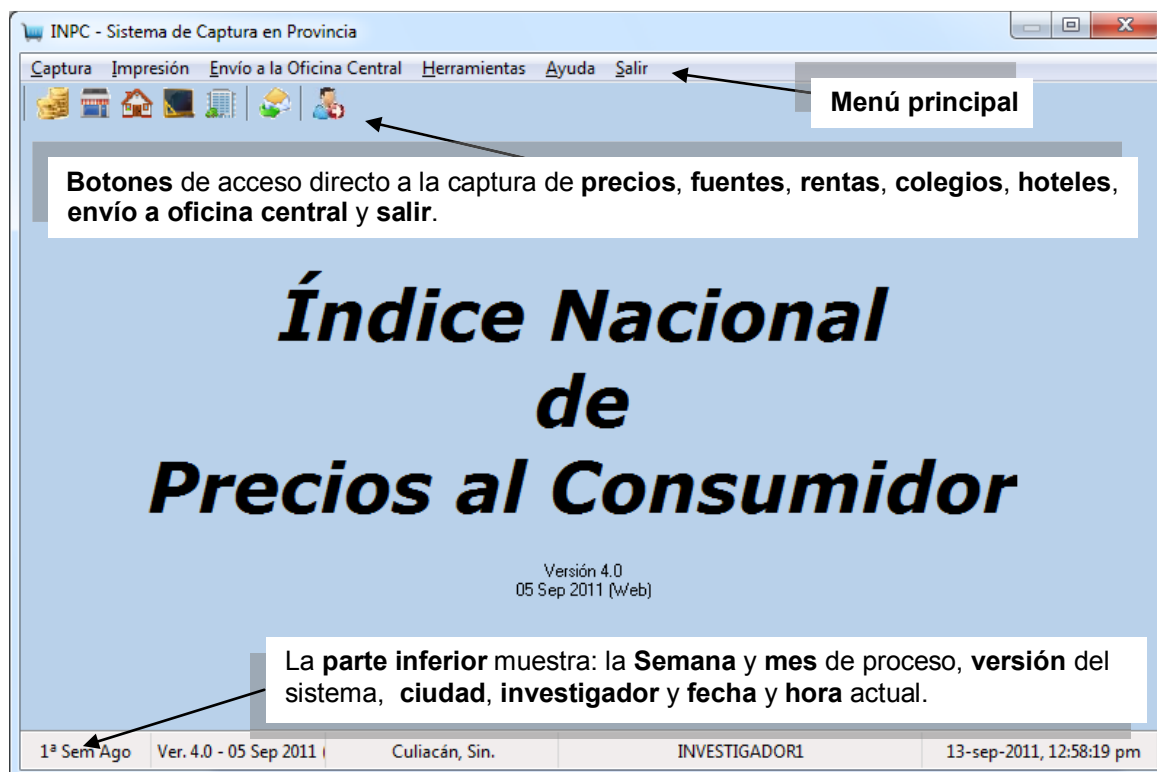 INPC - Sistema de Captura en Provincia
Captura Impresión Envío a la Oficina Central Herramientas Ayuda Salir
Menú principal
Botones de acceso directo a la captura de precios, fuentes, rentas, colegios, hoteles,
envío a oficina central y salir.
Índice Nacional
de
Precios al Consumidor
Versión 4.0
05 Sep 2011 (Web)
La parte inferior muestra: la Semana y mes de proceso, versión del
sistema, ciudad, investigador y fecha y hora actual.
1ª Sem Ago Ver. 4.0 - 05 Sep 2011 ( Culiacán, Sin. INVESTIGADOR1 13-sep-2011, 12:58:19 pm